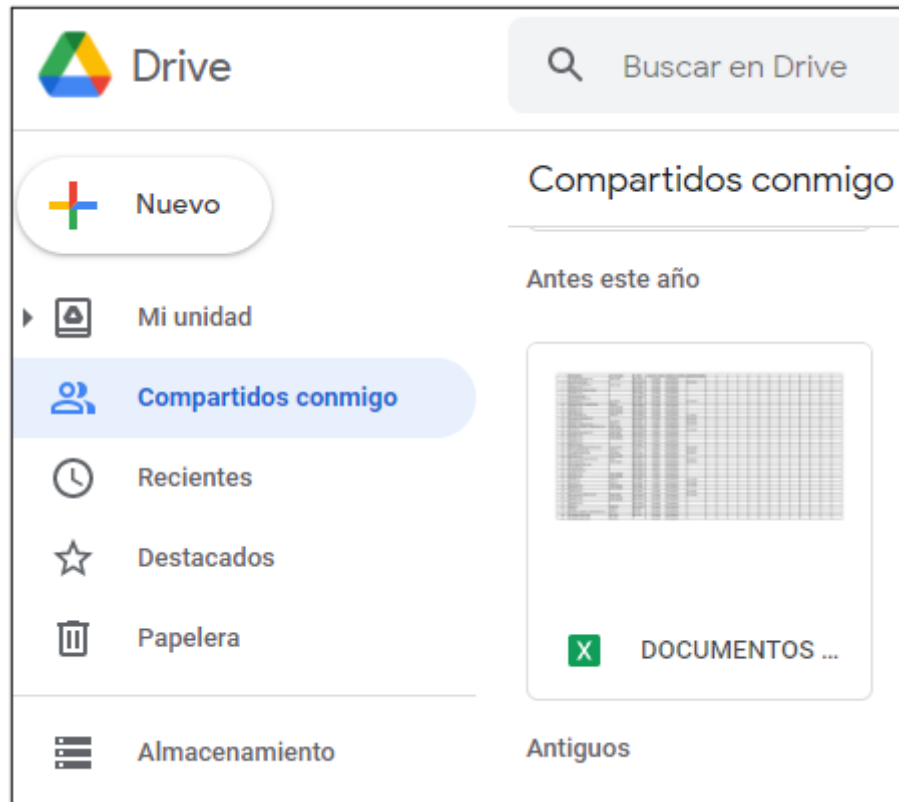 Drive
Buscar en Drive
Nuevo
Compartidos conmigo
Antes este año
Mi unidad
Compartidos conmigo
Recientes
Destacados
Papelera
X DOCUMENTOS ...
Almacenamiento
Antiguos